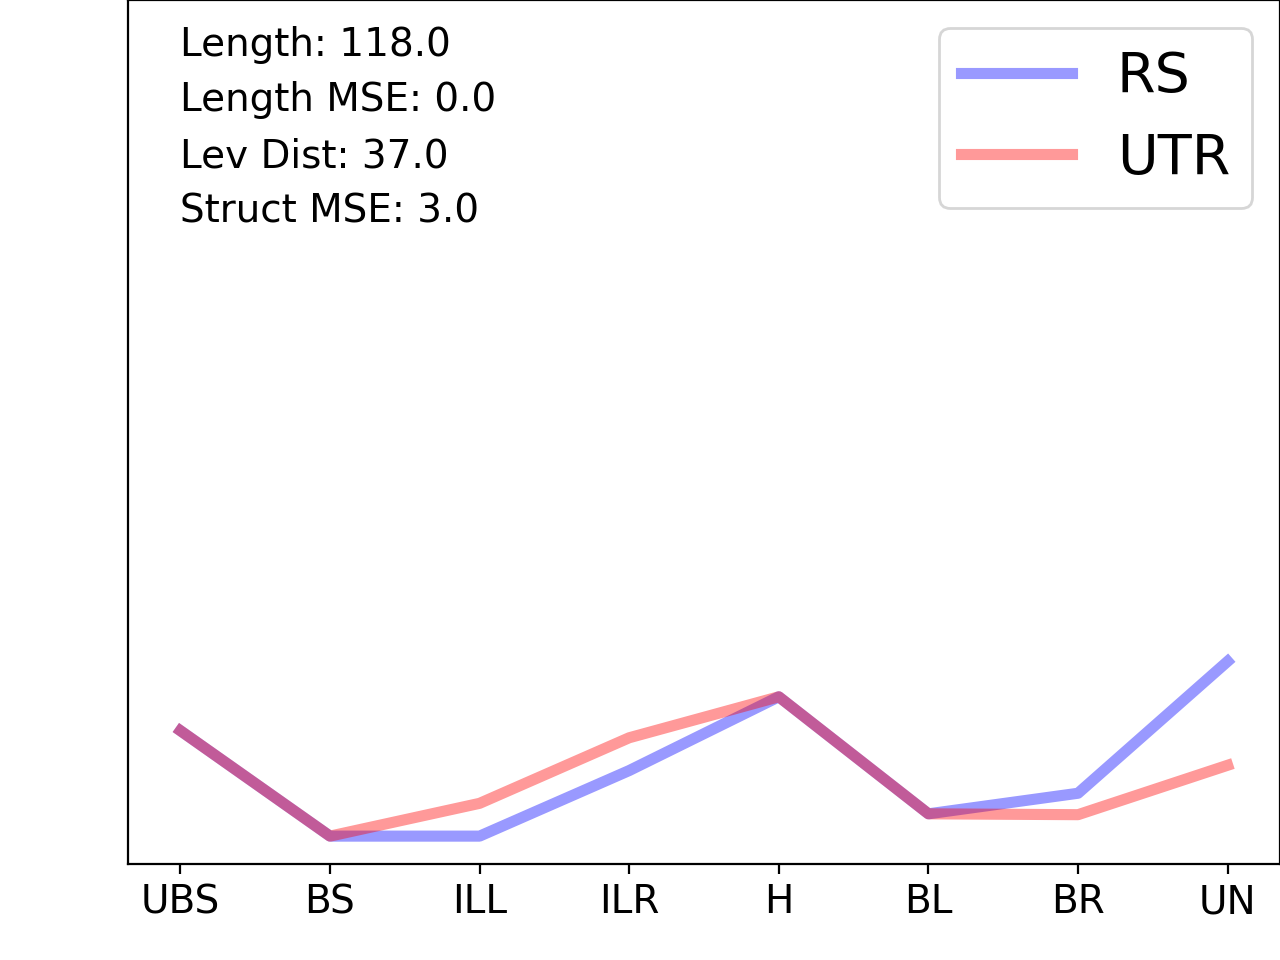 Length: 118.0
Length MSE: 0.0
Lev Dist: 37.0
Struct MSE: 3.0
RS
UTR
UBS BS ILL ILR H BL BR UN